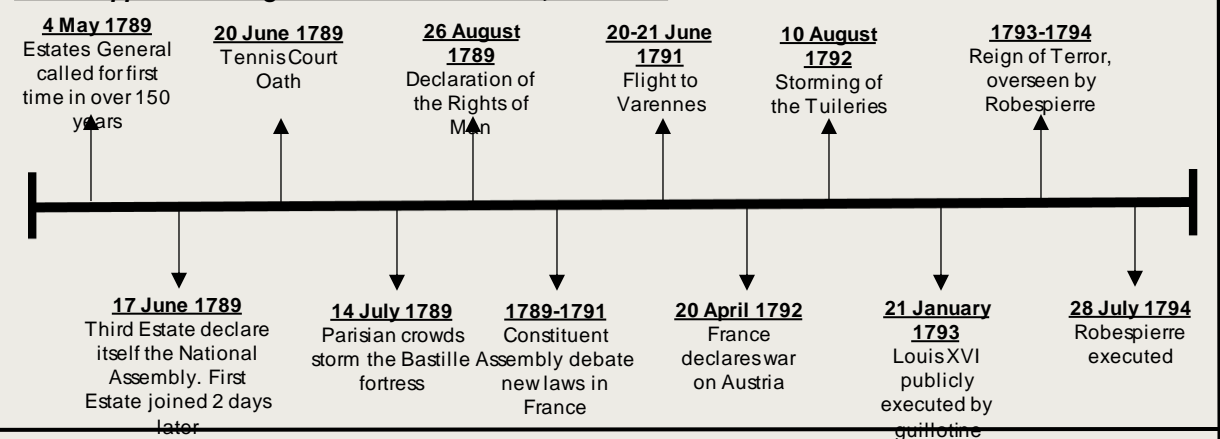 4 May 1789
Estates General
called for first
time in over 150
years
20 June 1789
Tennis Court
Oath
26 August
1789
Declaration of
the Rights of
Man
20-21 June
1791
Flight to
Varennes
10 August
1792
Storming of
the Tuileries
1793-1794
Reign of Terror,
overseen by
Robespierre
17 June 1789
Third Estate declare
itself the National
Assembly. First
Estate joined 2 days
later
14 July 1789
Parisian crowds
storm the Bastille
fortress
1789-1791
Constituent
Assembly debate
new laws in
France
20 April 1792
France
declares war
on Austria
21 January
1793
Louis XVI
publicly
executed by
guillotine
28 July 1794
Robespierre
executed